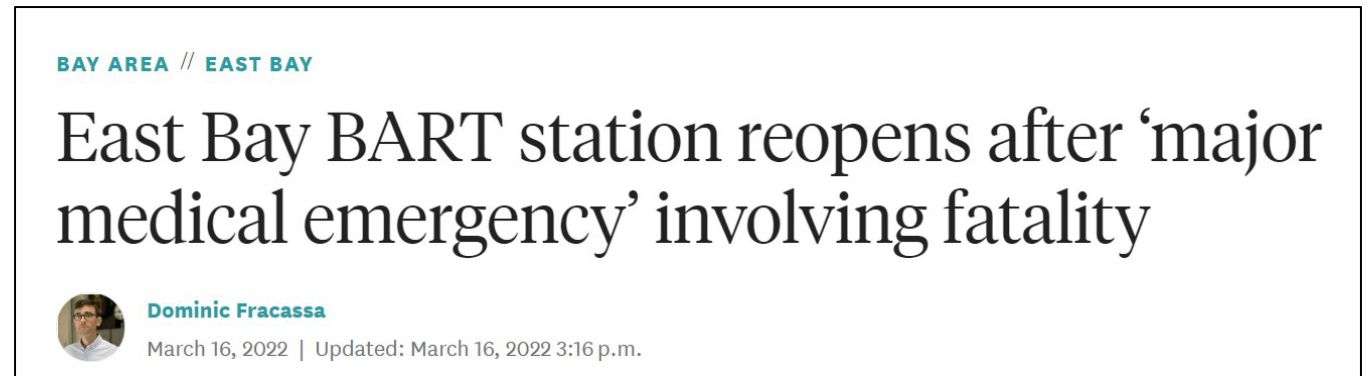 BAY AREA // EAST BAY
East Bay BART station reopens after ‘major
medical emergency’ involving fatality
Dominic Fracassa
March 16, 2022 | Updated: March 16, 2022 3:16 p.m.